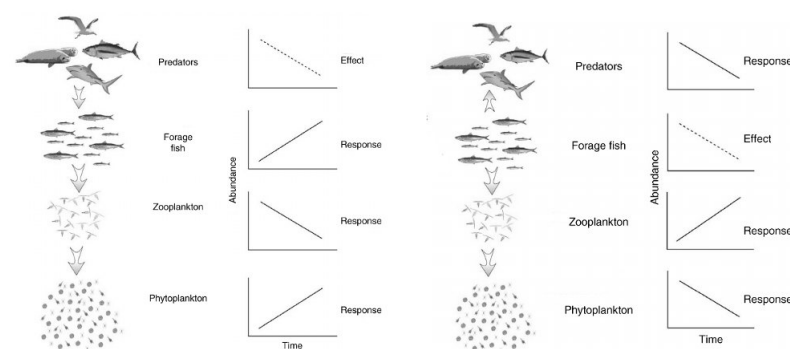 Predators
Effect
Forage
fish
Response
Zooplankton
Response
Phytoplankton
Response
Abundance
Time
Predators
Response
Forage fish
Effect
Zooplankton
Response
Phytoplankton
Response
Abundance
Time